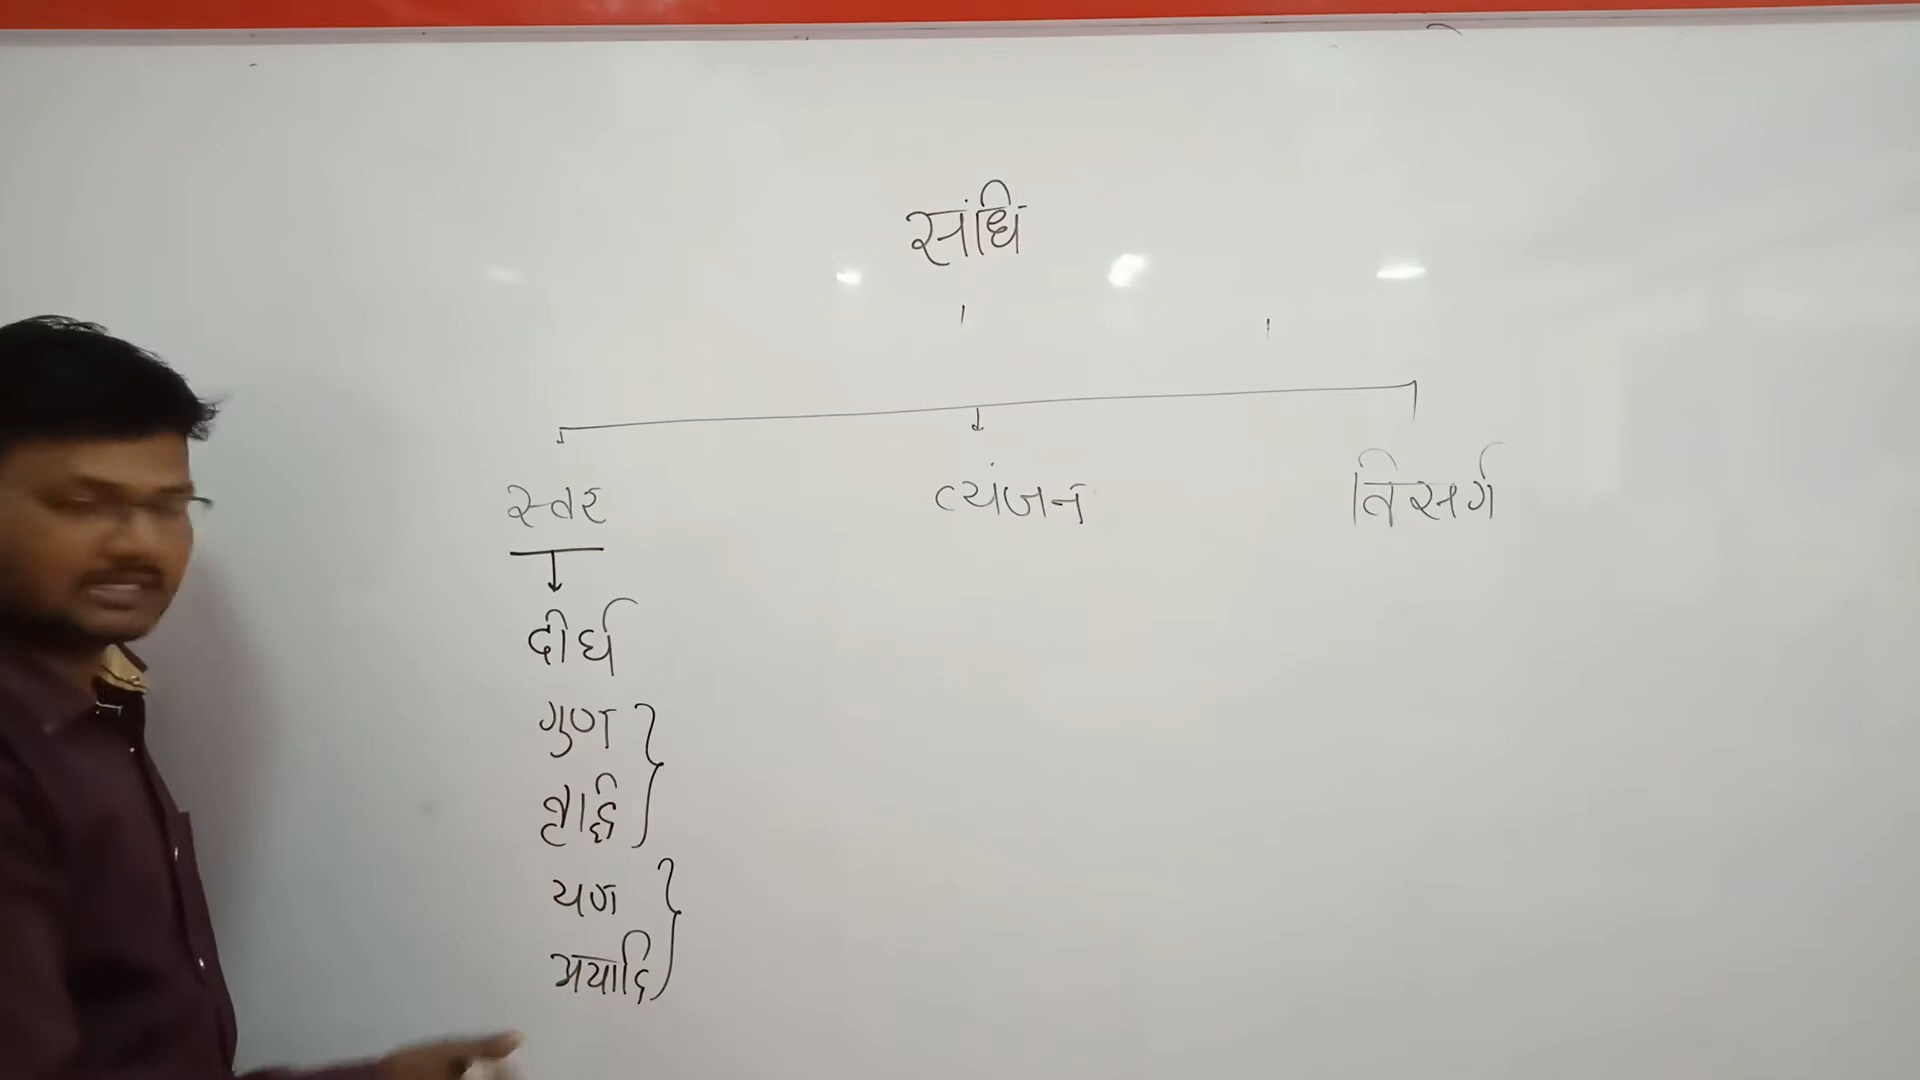 संधि
स्वर व्यंजन विसर्ग
दीर्घ
गुण
वृद्धि
यण
अयादि